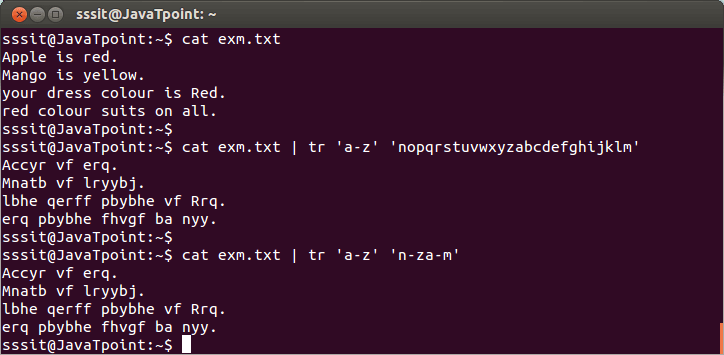 sssit@JavaTpoint: ~
sssit@JavaTpoint:~$ cat exm.txt
Apple is red.
Mango is yellow.
your dress colour is Red.
red colour suits on all.
sssit@JavaTpoint:~$
sssit@JavaTpoint:~$ cat exm.txt | tr 'a-z' 'nopqrstuvwxyzabcdefghijklm'
Accyr vf erq.
Mnatb vf lryybj.
lbhe qerff pbybhe vf Rrq.
erq pbybhe fhvgf ba nyy.
sssit@JavaTpoint:~$
sssit@JavaTpoint:~$ cat exm.txt | tr 'a-z' 'n-za-m'
Accyr vf erq.
Mnatb vf lryybj.
lbhe qerff pbybhe vf Rrq.
erq pbybhe fhvgf ba nyy.
sssit@JavaTpoint:~$